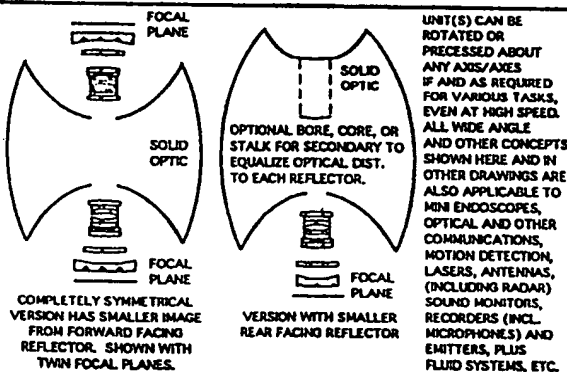 FOCAL
PLANE
SOLID
OPTIC
FOCAL
PLANE
COMPLETELY SYMMETRICAL
VERSION HAS SMALLER IMAGE
FROM FORWARD FACING
REFLECTOR. SHOWN WITH
TWIN FOCAL PLANES.
SOLID
OPTIC
OPTIONAL BORE, CORE, OR
STALK FOR SECONDARY TO
EQUALIZE OPTICAL DIST.
TO EACH REFLECTOR.
FOCAL
PLANE
VERSION WITH SMALLER
REAR FACING REFLECTOR
UNIT(S) CAN BE
ROTATED OR
PRECESSED ABOUT
ANY AXIS/AXES
IF AND AS REQUIRED
FOR VARIOUS TASKS,
EVEN AT HIGH SPEED.
ALL WIDE ANGLE
AND OTHER CONCEPTS
SHOWN HERE AND IN
OTHER DRAWINGS ARE
ALSO APPLICABLE TO
MINI ENDOSCOPES,
OPTICAL AND OTHER
COMMUNICATIONS,
MOTION DETECTION,
LASERS, ANTENNAS,
(INCLUDING RADAR)
SOUND MONITORS,
RECORDERS (INCL.
MICROPHONES) AND
EMITTERS, PLUS
FLUID SYSTEMS, ETC.